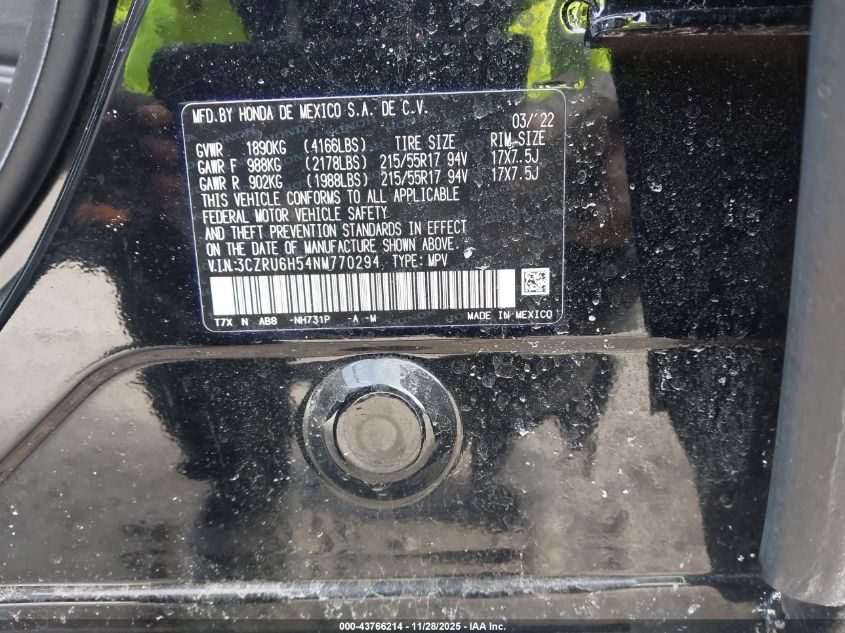 MFD.BY HONDA DE MEXICO S.A. DE C.V.
03/'22
GVWR 1890KG (4166LBS) TIRE SIZE RIM SIZE
GAWR F 988KG (2178LBS) 215/55R17 94V 17X7.5J
GAWR R 902KG (1988LBS) 215/55R17 94V 17X7.5J
THIS VEHICLE CONFORMS TO ALL APPLICABLE
FEDERAL MOTOR VEHICLE SAFETY
AND THEFT PREVENTION STANDARDS IN EFFECT
ON THE DATE OF MANUFACTURE SHOWN ABOVE.
V.I.N:3CZRU6H54NM770294 TYPE: MPV
T7X N AB8 -NH731P -A -M MADE IN MEXICO
000-43766214 - 11/28/2025 - IAA Inc.